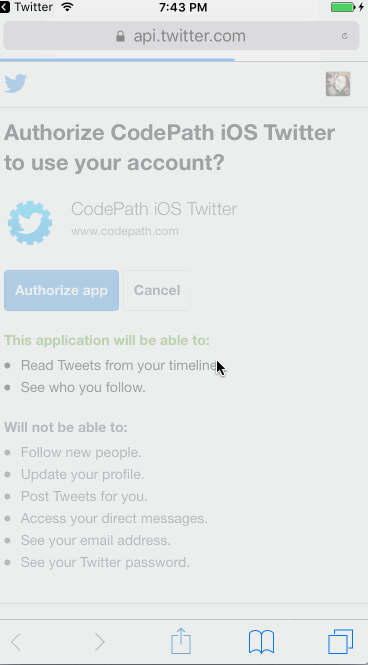 Twitter 7:43 PM
api.twitter.com
Authorize CodePath iOS Twitter
to use your account?
CodePath iOS Twitter
www.codepath.com
Authorize app Cancel
This application will be able to:
Read Tweets from your timeline
See who you follow.
Will not be able to:
Follow new people.
Update your profile.
Post Tweets for you.
Access your direct messages.
See your email address.
See your Twitter password.